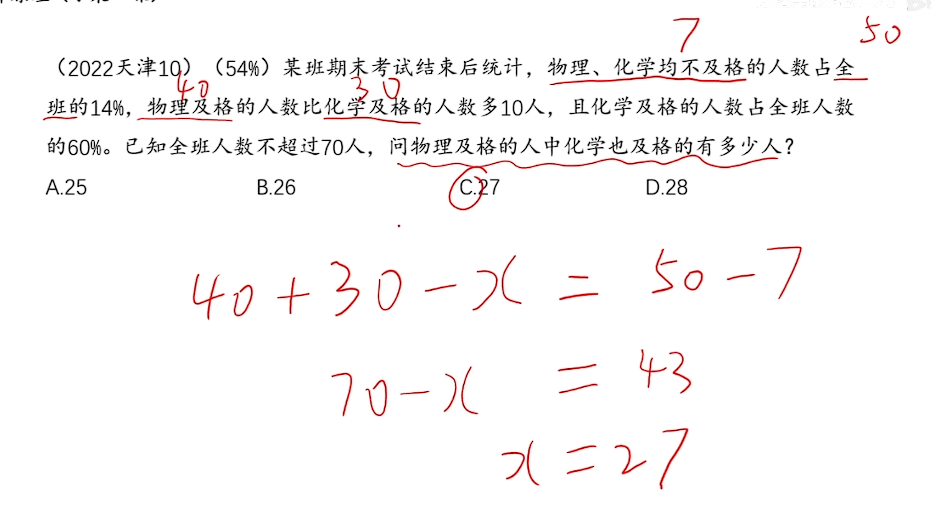 7 50
（2022天津10）（54%）某班期末考试结束后统计，物理、化学均不及格的人数占全
40 30
班的14%，物理及格的人数比化学及格的人数多10人，且化学及格的人数占全班人数
的60%。已知全班人数不超过70人，问物理及格的人中化学也及格的有多少人？
A.25 B.26 C.27 D.28
40+30-x = 50-7
70-x = 43
x=27